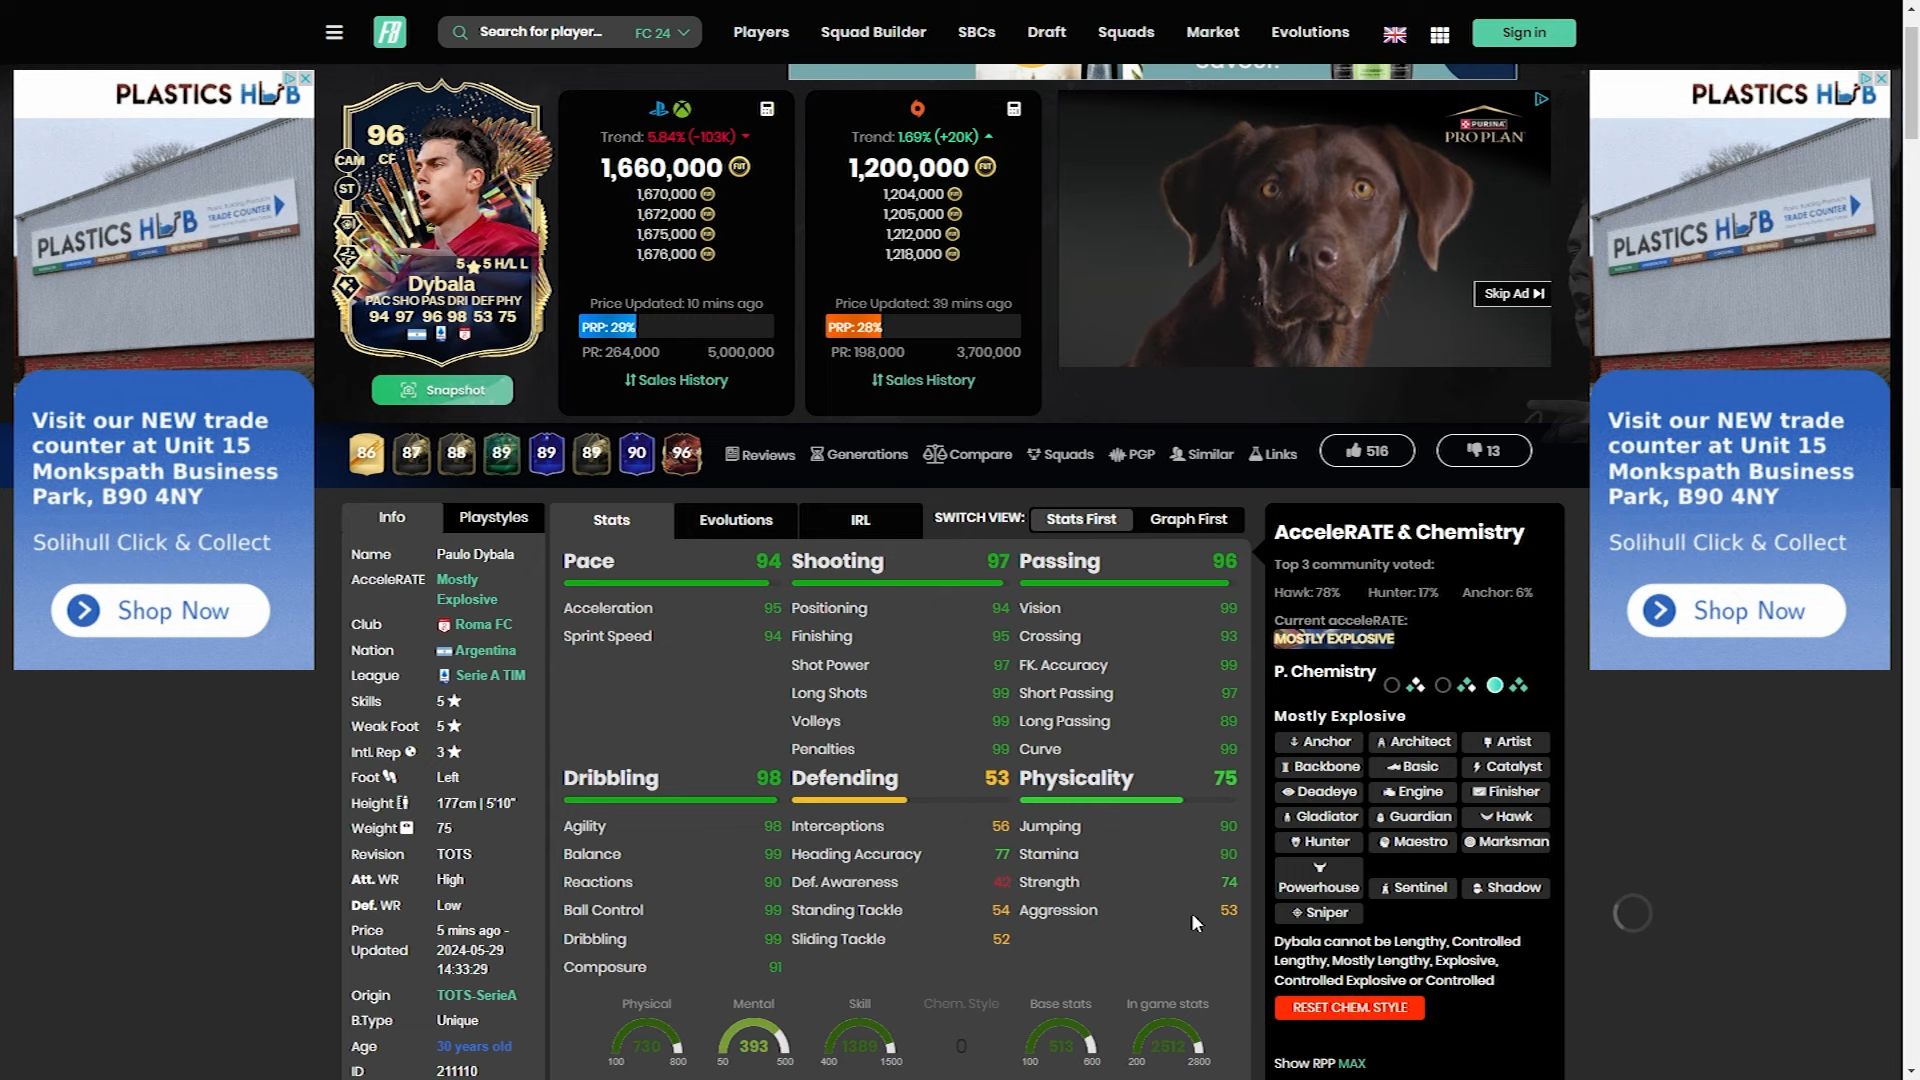 FB
Search for player...
FC 24
Players
Squad Builder
SBCs
Draft
Squads
Market
Evolutions
Sign in
PLASTICS HUB
PLASTICS HUB
TRADE COUNTER
Visit our NEW trade
counter at Unit 15
Monkspath Business
Park, B90 4NY
Solihull Click & Collect
Shop Now
96
CAM
CF
ST
5★5 H/L L
Dybala
PAC SHO PAS DRI DEF PHY
94 97 96 98 53 75
Snapshot
Trend: 5.84% (-103K)
1,660,000
1,670,000
1,672,000
1,675,000
1,676,000
Price Updated: 10 mins ago
PRP: 29%
PR: 264,000 5,000,000
Sales History
Trend: 1.69% (+20K)
1,200,000
1,204,000
1,205,000
1,212,000
1,218,000
Price Updated: 39 mins ago
PRP: 28%
PR: 198,000 3,700,000
Sales History
PURINA
PRO PLAN
Skip Ad
PLASTICS HUB
PLASTICS HUB
TRADE COUNTER
Visit our NEW trade
counter at Unit 15
Monkspath Business
Park, B90 4NY
Solihull Click & Collect
Shop Now
86 87 88 89 89 89 90 96
Reviews
Generations
Compare
Squads
PGP
Similar
Links
516
13
Info
Playstyles
Name Paulo Dybala
AcceleRATE Mostly
Explosive
Club Roma FC
Nation Argentina
League Serie A TIM
Skills 5★
Weak Foot 5★
Intl. Rep 3★
Foot Left
Height 177cm | 5'10"
Weight 75
Revision TOTS
Att. WR High
Def. WR Low
Price Updated 5 mins ago -
2024-05-29
14:33:29
Origin TOTS-SerieA
B.Type Unique
Age 30 years old
ID 211110
Stats
Evolutions
IRL
SWITCH VIEW:
Stats First
Graph First
Pace 94
Acceleration 95
Sprint Speed 94
Shooting 97
Positioning 94
Finishing 95
Shot Power 97
Long Shots 99
Volleys 99
Penalties 99
Passing 96
Vision 99
Crossing 93
FK. Accuracy 99
Short Passing 97
Long Passing 89
Curve 99
Dribbling 98
Agility 98
Balance 99
Reactions 90
Ball Control 99
Dribbling 99
Composure 91
Defending 53
Interceptions 56
Heading Accuracy 77
Def. Awareness 42
Standing Tackle 54
Sliding Tackle 52
Physicality 75
Jumping 90
Stamina 90
Strength 74
Aggression 53
Physical
730
100 800
Mental
393
50 500
Skill
1389
400 1500
Chem. Style
0
Base stats
513
100 600
In game stats
2512
200 2800
AcceleRATE & Chemistry
Top 3 community voted:
Hawk: 78% Hunter: 17% Anchor: 6%
Current acceleRATE:
MOSTLY EXPLOSIVE
P. Chemistry
Mostly Explosive
Anchor Architect Artist
Backbone Basic Catalyst
Deadeye Engine Finisher
Gladiator Guardian Hawk
Hunter Maestro Marksman
Powerhouse Sentinel Shadow
Sniper
Dybala cannot be Lengthy, Controlled
Lengthy, Mostly Lengthy, Explosive,
Controlled Explosive or Controlled
RESET CHEM. STYLE
Show RPP MAX